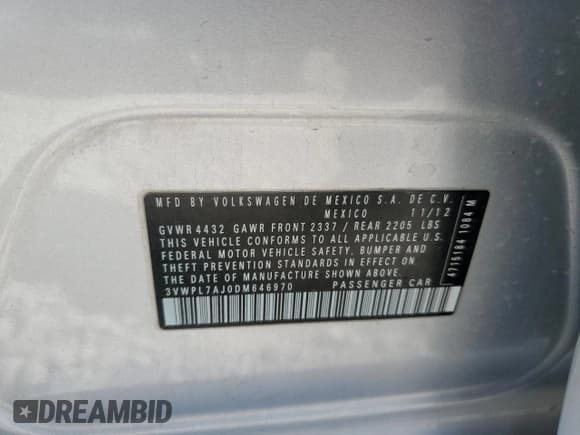 MFD BY VOLKSWAGEN DE MEXICO S.A. DE C.V.
MEXICO 11/12
GVWR 4432 GAWR FRONT 2337 / REAR 2205 LBS
THIS VEHICLE CONFORMS TO ALL APPLICABLE U.S.
FEDERAL MOTOR VEHICLE SAFETY, BUMPER AND
THEFT PREVENTION STANDARDS IN EFFECT ON
THE DATE OF MANUFACTURE SHOWN ABOVE.
3VWPL7AJ0DM646970 PASSENGER CAR
4715184 1084 M
DREAMBID